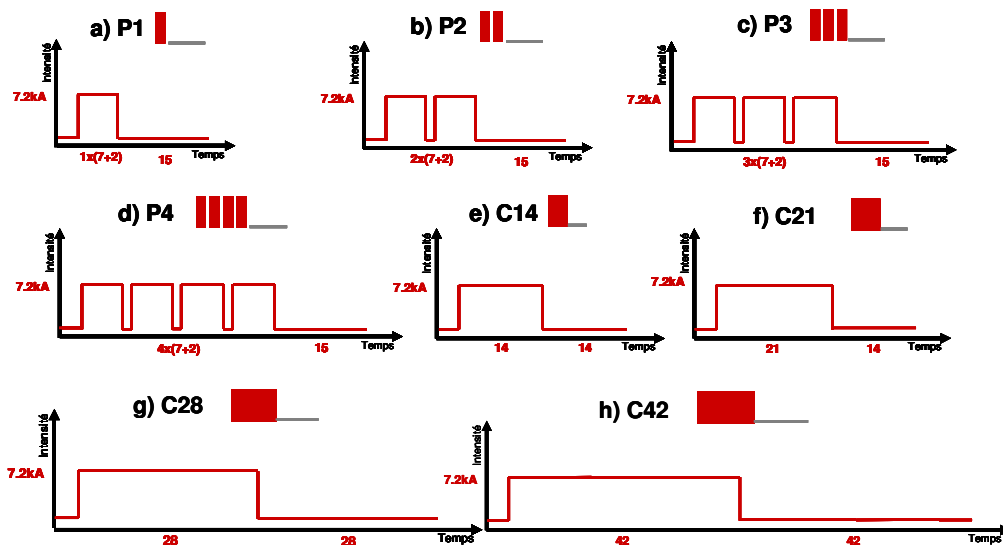 a) P1
Intensité
7.2kA
1x(7+2)
15
Temps
b) P2
Intensité
7.2kA
2x(7+2)
15
Temps
c) P3
Intensité
7.2kA
3x(7+2)
15
Temps
d) P4
Intensité
7.2kA
4x(7+2)
15
Temps
e) C14
Intensité
7.2kA
14
14
Temps
f) C21
Intensité
7.2kA
21
14
Temps
g) C28
Intensité
7.2kA
28
28
Temps
h) C42
Intensité
7.2kA
42
42
Temps